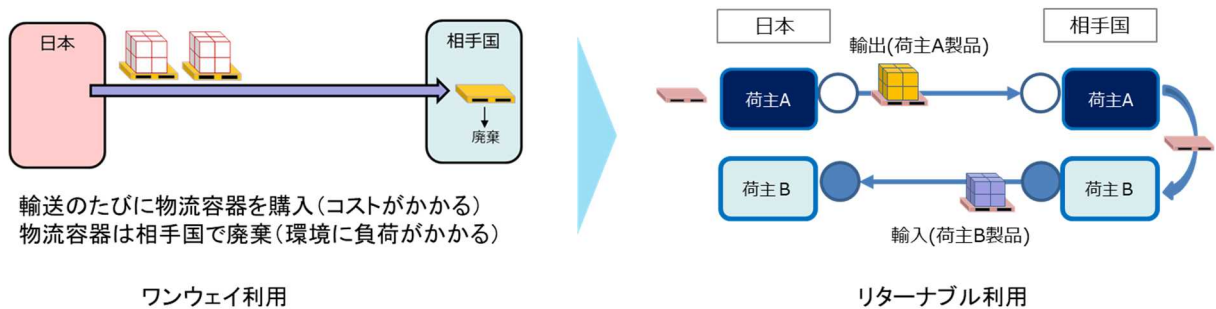 日本
相手国
廃棄
輸送のたびに物流容器を購入(コストがかかる)
物流容器は相手国で廃棄(環境に負荷がかかる)
ワンウェイ利用
日本
相手国
輸出(荷主A製品)
荷主A
荷主A
荷主B
荷主B
輸入(荷主B製品)
リターナブル利用